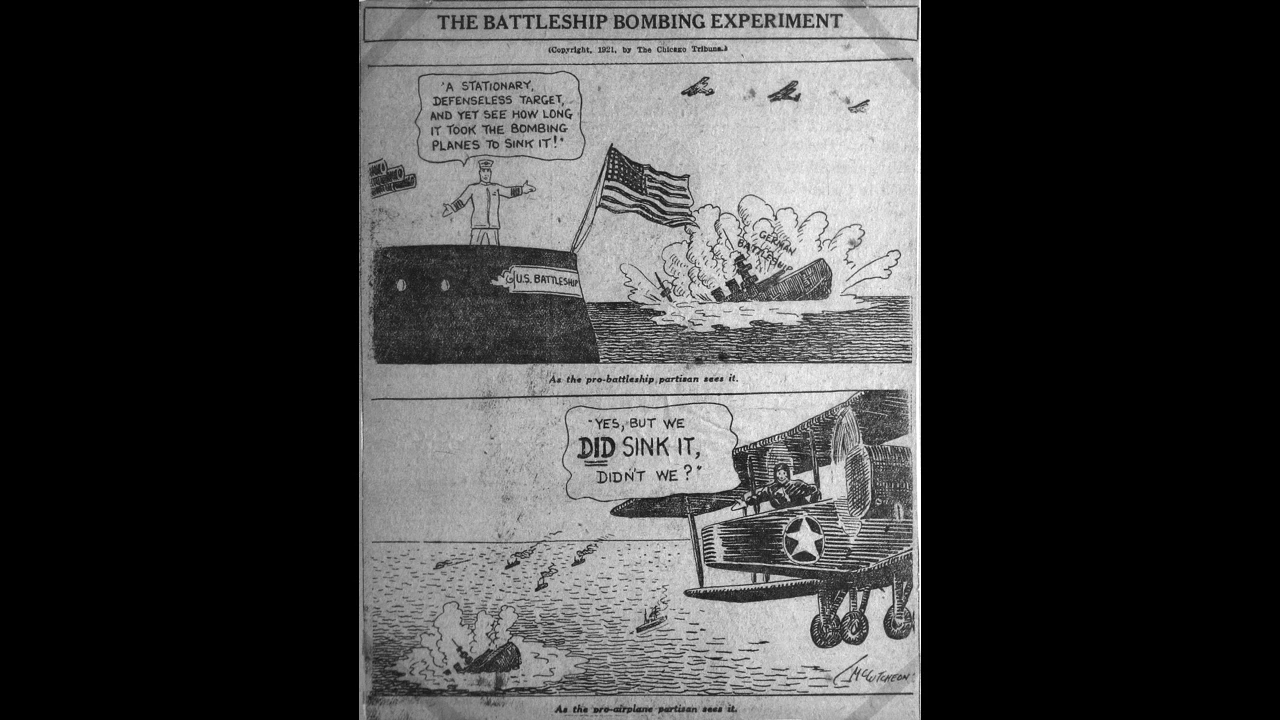 THE BATTLESHIP BOMBING EXPERIMENT
(Copyright, 1921, by The Chicago Tribune.)
"A STATIONARY,
DEFENSELESS TARGET,
AND YET SEE HOW LONG
IT TOOK THE BOMBING
PLANES TO SINK IT!"
GERMAN
BATTLESHIP
U.S. BATTLESHIP
As the pro-battleship partisan sees it.
"YES, BUT WE
DID SINK IT,
DIDN'T WE?"
McCUTCHEON
As the pro-airplane partisan sees it.